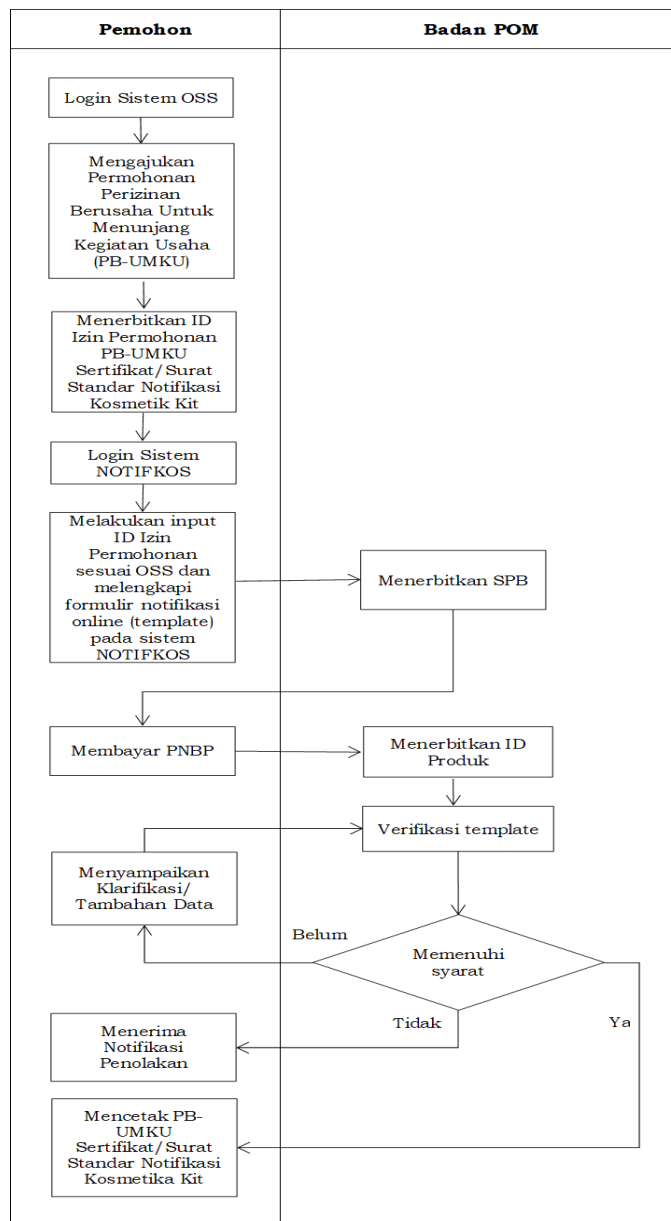 Pemohon
Badan POM
Login Sistem OSS
Mengajukan
Permohonan
Perizinan
Berusaha Untuk
Menunjang
Kegiatan Usaha
(PB-UMKU)
Menerbitkan ID
Izin Permohonan
PB-UMKU
Sertifikat/Surat
Standar Notifikasi
Kosmetik Kit
Login Sistem
NOTIFKOS
Melakukan input
ID Izin
Permohonan
sesuai OSS dan
melengkapi
formulir notifikasi
online (template)
pada sistem
NOTIFKOS
Menerbitkan SPB
Membayar PNBP
Menerbitkan ID
Produk
Verifikasi template
Menyampaikan
Klarifikasi/
Tambahan Data
Belum
Memenuhi
syarat
Tidak
Ya
Menerima
Notifikasi
Penolakan
Mencetak PB-
UMKU
Sertifikat/Surat
Standar Notifikasi
Kosmetika Kit